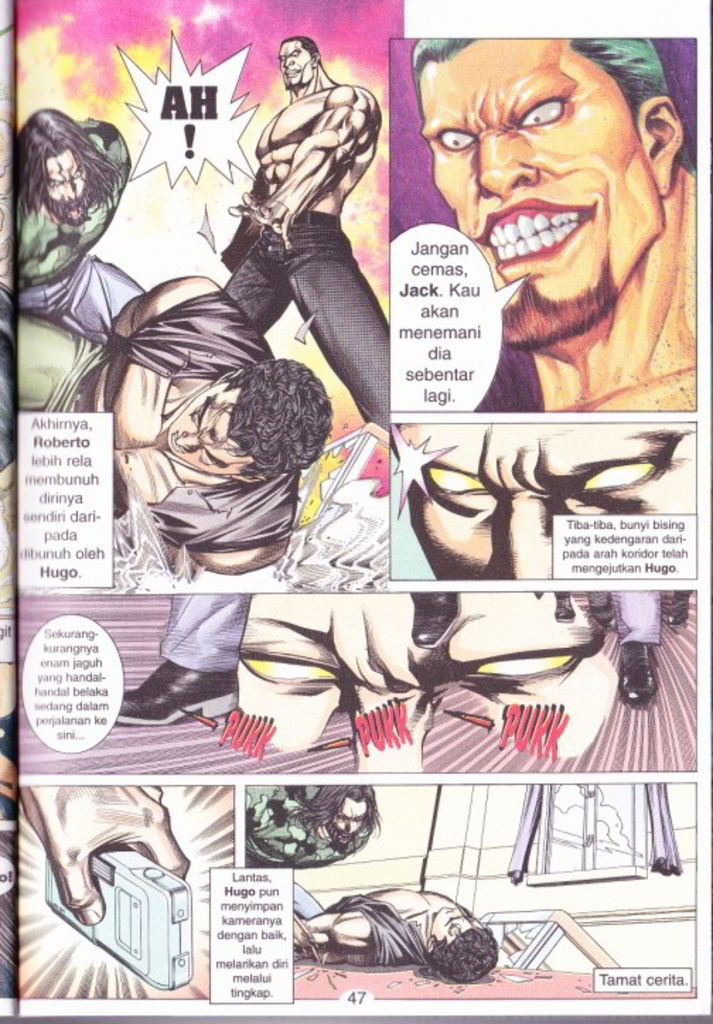 AH
!
Jangan
cemas,
Jack. Kau
akan
menemani
dia
sebentar
lagi.
Akhirnya,
Roberto
lebih rela
membunuh
dirinya
sendiri dari-
pada
dibunuh oleh
Hugo.
Tiba-tiba, bunyi bising
yang kedengaran dari-
pada arah koridor telah
mengejutkan Hugo.
Sekurang-
kurangnya
enam jaguh
yang handal-
handal belaka
sedang dalam
perjalanan ke
sini...
PUKK
PUKK
PUKK
Lantas,
Hugo pun
menyimpan
kameranya
dengan baik,
lalu
melarikan diri
melalui
tingkap.
Tamat cerita.
47